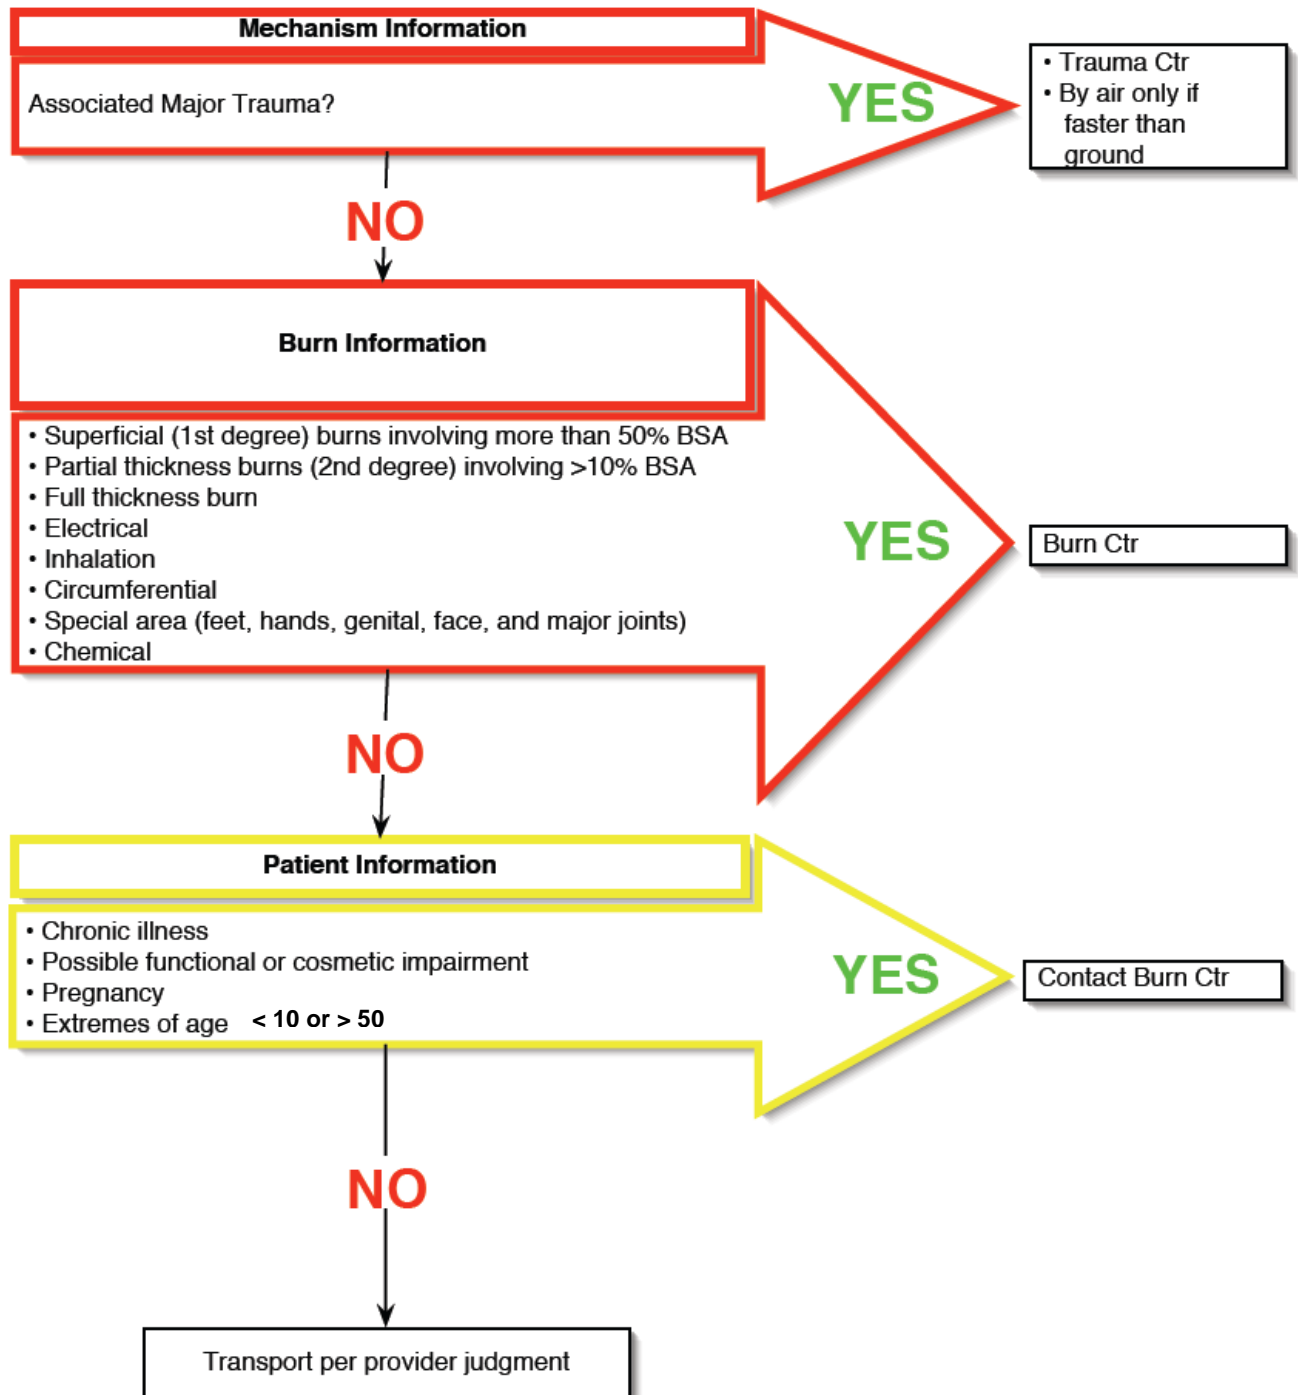 Mechanism Information
Associated Major Trauma?
YES
• Trauma Ctr
• By air only if
faster than
ground
NO
Burn Information
• Superficial (1st degree) burns involving more than 50% BSA
• Partial thickness burns (2nd degree) involving >10% BSA
• Full thickness burn
• Electrical
• Inhalation
• Circumferential
• Special area (feet, hands, genital, face, and major joints)
• Chemical
YES
Burn Ctr
NO
Patient Information
• Chronic illness
• Possible functional or cosmetic impairment
• Pregnancy
• Extremes of age < 10 or > 50
YES
Contact Burn Ctr
NO
Transport per provider judgment